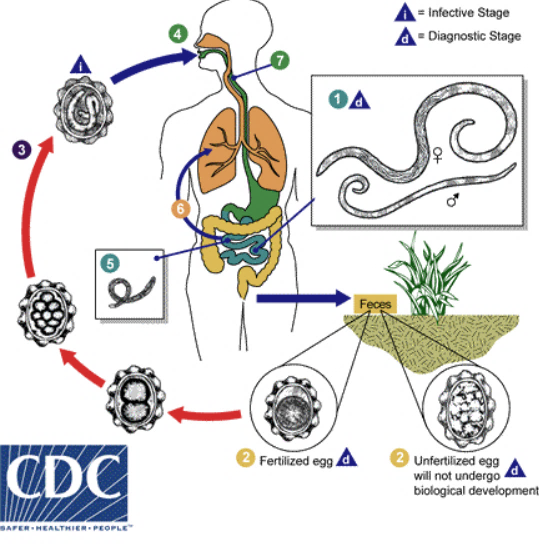 i = Infective Stage
d = Diagnostic Stage
4
7
i
1 d
♀
♂
3
6
5
Feces
2 Fertilized egg d
2 Unfertilized egg
will not undergo d
biological development
CDC
SAFER • HEALTHIER • PEOPLE™